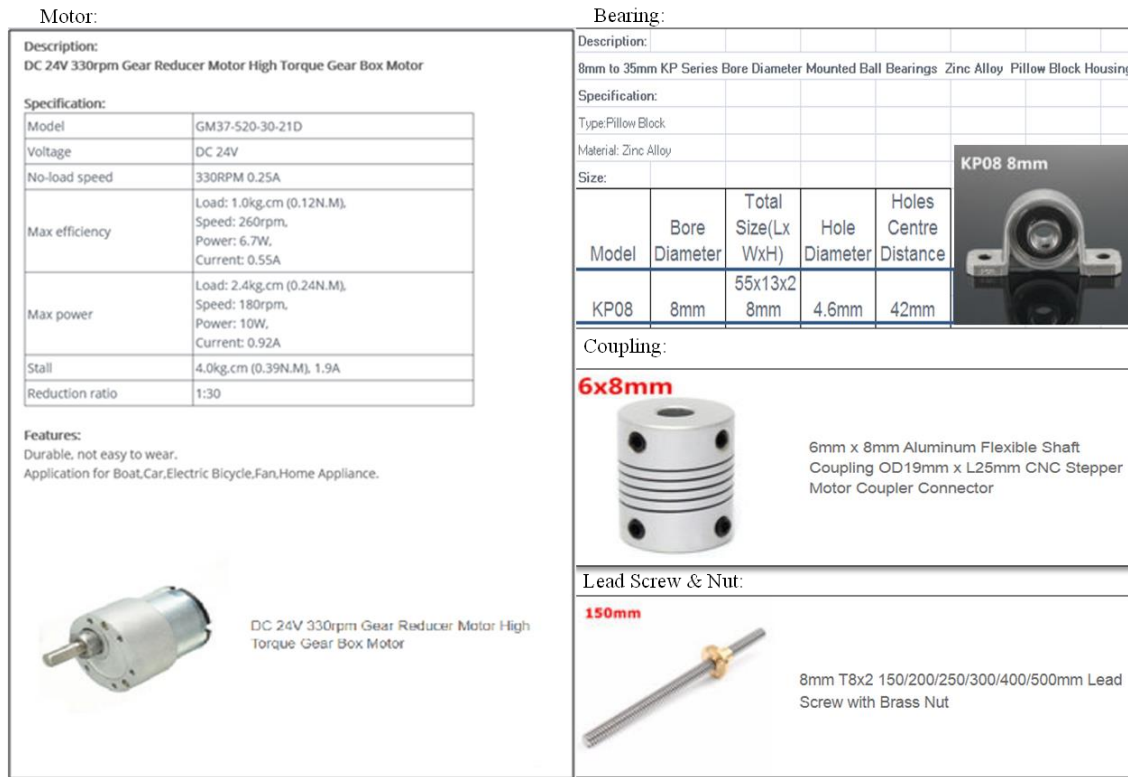 Motor:
Description:
DC 24V 330rpm Gear Reducer Motor High Torque Gear Box Motor
Specification:
Model GM37-520-30-21D
Voltage DC 24V
No-load speed 330RPM 0.25A
Max efficiency
Load: 1.0kg.cm (0.12N.M),
Speed: 260rpm,
Power: 6.7W,
Current: 0.55A
Max power
Load: 2.4kg.cm (0.24N.M),
Speed: 180rpm,
Power: 10W,
Current: 0.92A
Stall 4.0kg.cm (0.39N.M), 1.9A
Reduction ratio 1:30
Features:
Durable, not easy to wear.
Application for Boat,Car,Electric Bicycle,Fan,Home Appliance.
DC 24V 330rpm Gear Reducer Motor High
Torque Gear Box Motor
Bearing:
Description:
8mm to 35mm KP Series Bore Diameter Mounted Ball Bearings Zinc Alloy Pillow Block Housing
Specification:
Type:Pillow Block
Material: Zinc Alloy
Size:
KP08 8mm
Total Holes
Bore Size(Lx Hole Centre
Model Diameter WxH) Diameter Distance
55x13x2
KP08 8mm 8mm 4.6mm 42mm
Coupling:
6x8mm
6mm x 8mm Aluminum Flexible Shaft
Coupling OD19mm x L25mm CNC Stepper
Motor Coupler Connector
Lead Screw & Nut:
150mm
8mm T8x2 150/200/250/300/400/500mm Lead
Screw with Brass Nut